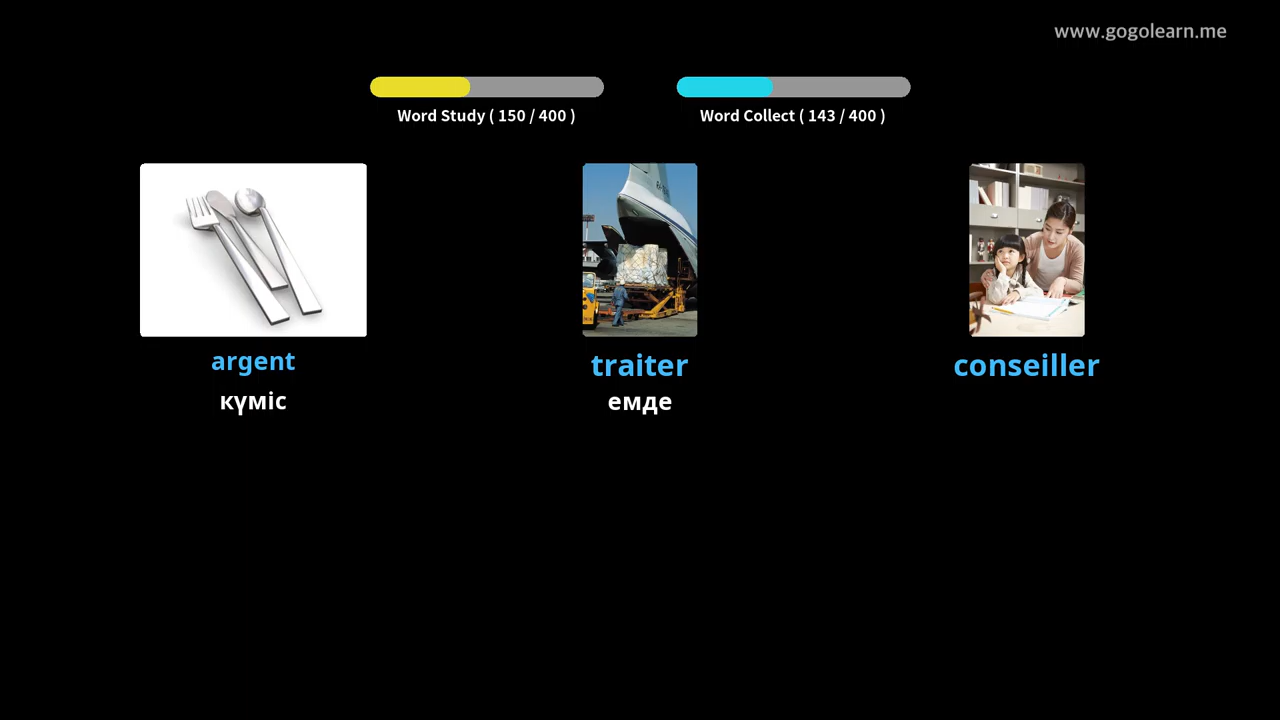 www.gogolearn.me
Word Study ( 150 / 400 )
Word Collect ( 143 / 400 )
argent
traiter
conseiller
күміс
емде